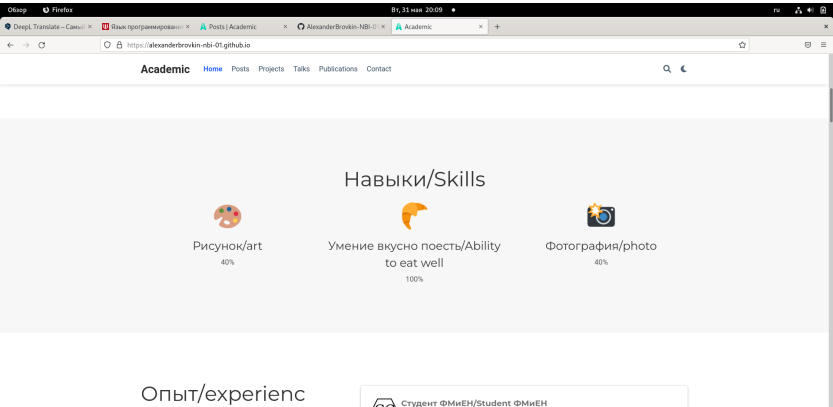 Обзор Firefox Вт, 31 мая 20:09 ru
DeepL Translate – Самый Язык программировани Posts | Academic AlexanderBrovkin-NBI-0 Academic
https://alexanderbrovkin-nbi-01.github.io
Academic Home Posts Projects Talks Publications Contact
Навыки/Skills
Рисунок/art
40%
Умение вкусно поесть/Ability
to eat well
100%
Фотография/photo
40%
Опыт/experienc
Студент ФМиЕН/Student ФМиЕН